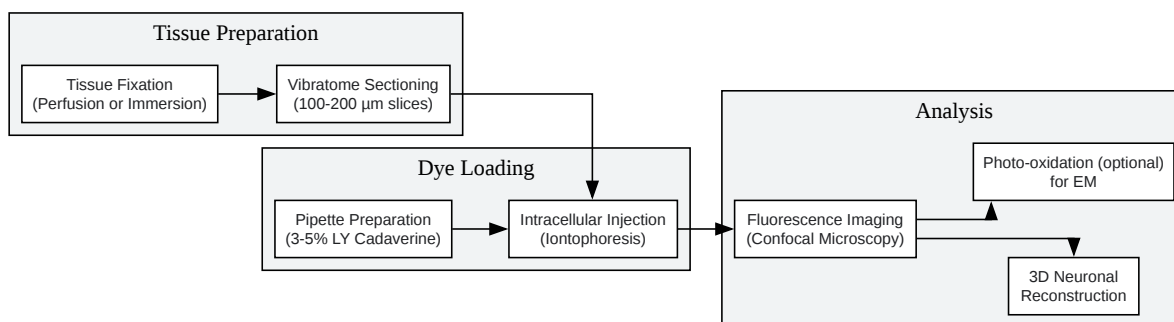 Tissue Preparation
Tissue Fixation
(Perfusion or Immersion)
Vibratome Sectioning
(100-200 µm slices)
Dye Loading
Pipette Preparation
(3-5% LY Cadaverine)
Intracellular Injection
(Iontophoresis)
Analysis
Fluorescence Imaging
(Confocal Microscopy)
Photo-oxidation (optional)
for EM
3D Neuronal
Reconstruction